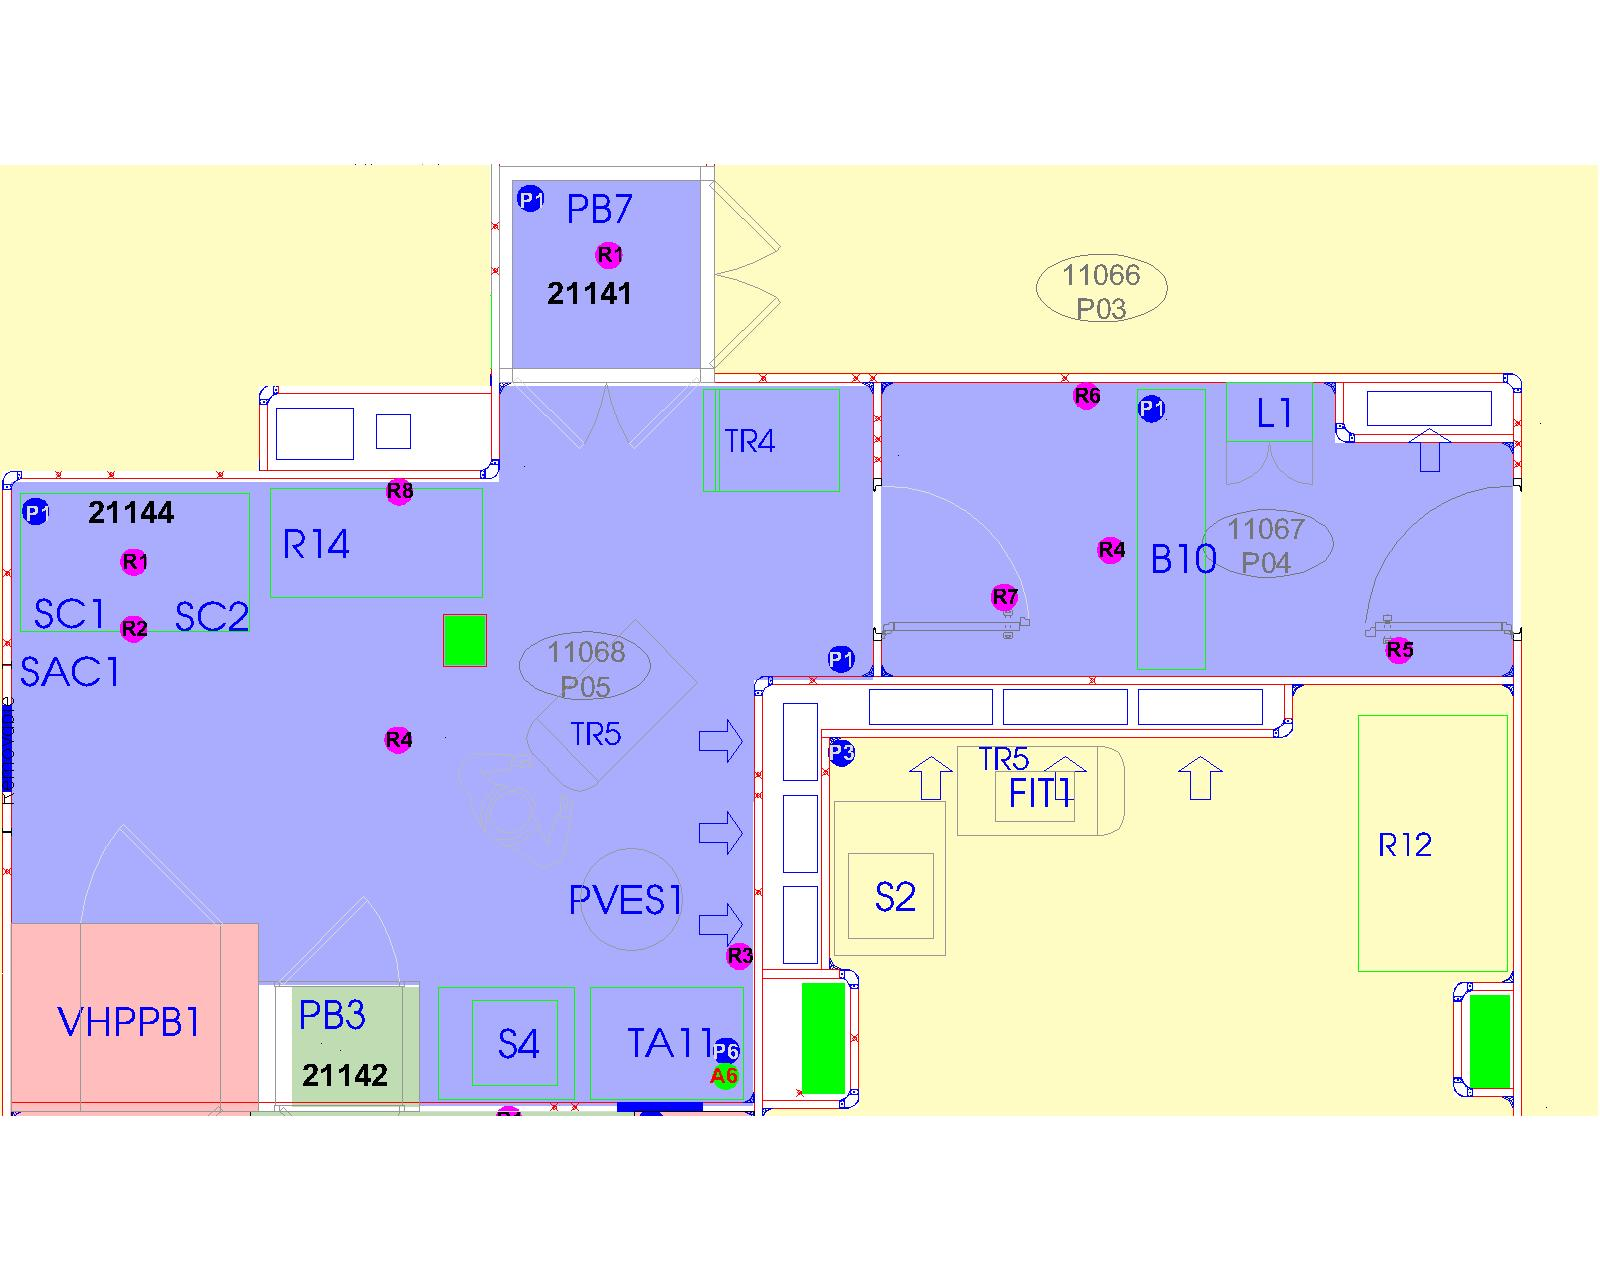 P1
PB7
R1
21141
11066
P03
R6
P1
L1
TR4
R8
P1
21144
R14
R1
11067
P04
R4
B10
R7
SC1
SC2
R2
R5
SAC1
11068
P05
P1
TR5
R4
P3
TR5
FIT1
R12
S2
PVES1
R3
VHPPB1
PB3
S4
TA11
P6
21142
A6